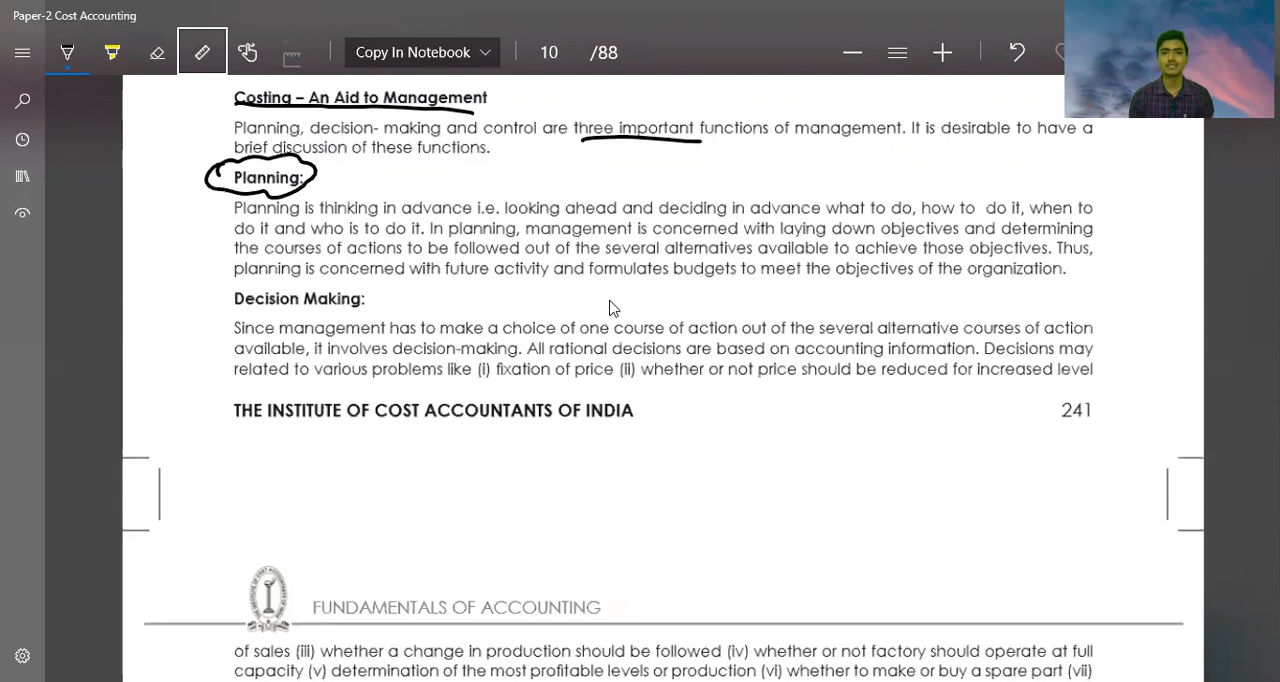 Paper-2 Cost Accounting
Copy In Notebook
10 /88
Costing – An Aid to Management
Planning, decision- making and control are three important functions of management. It is desirable to have a
brief discussion of these functions.
Planning:
Planning is thinking in advance i.e. looking ahead and deciding in advance what to do, how to do it, when to
do it and who is to do it. In planning, management is concerned with laying down objectives and determining
the courses of actions to be followed out of the several alternatives available to achieve those objectives. Thus,
planning is concerned with future activity and formulates budgets to meet the objectives of the organization.
Decision Making:
Since management has to make a choice of one course of action out of the several alternative courses of action
available, it involves decision-making. All rational decisions are based on accounting information. Decisions may
related to various problems like (i) fixation of price (ii) whether or not price should be reduced for increased level
THE INSTITUTE OF COST ACCOUNTANTS OF INDIA 241
FUNDAMENTALS OF ACCOUNTING
of sales (iii) whether a change in production should be followed (iv) whether or not factory should operate at full
capacity (v) determination of the most profitable levels or production (vi) whether to make or buy a spare part (vii)